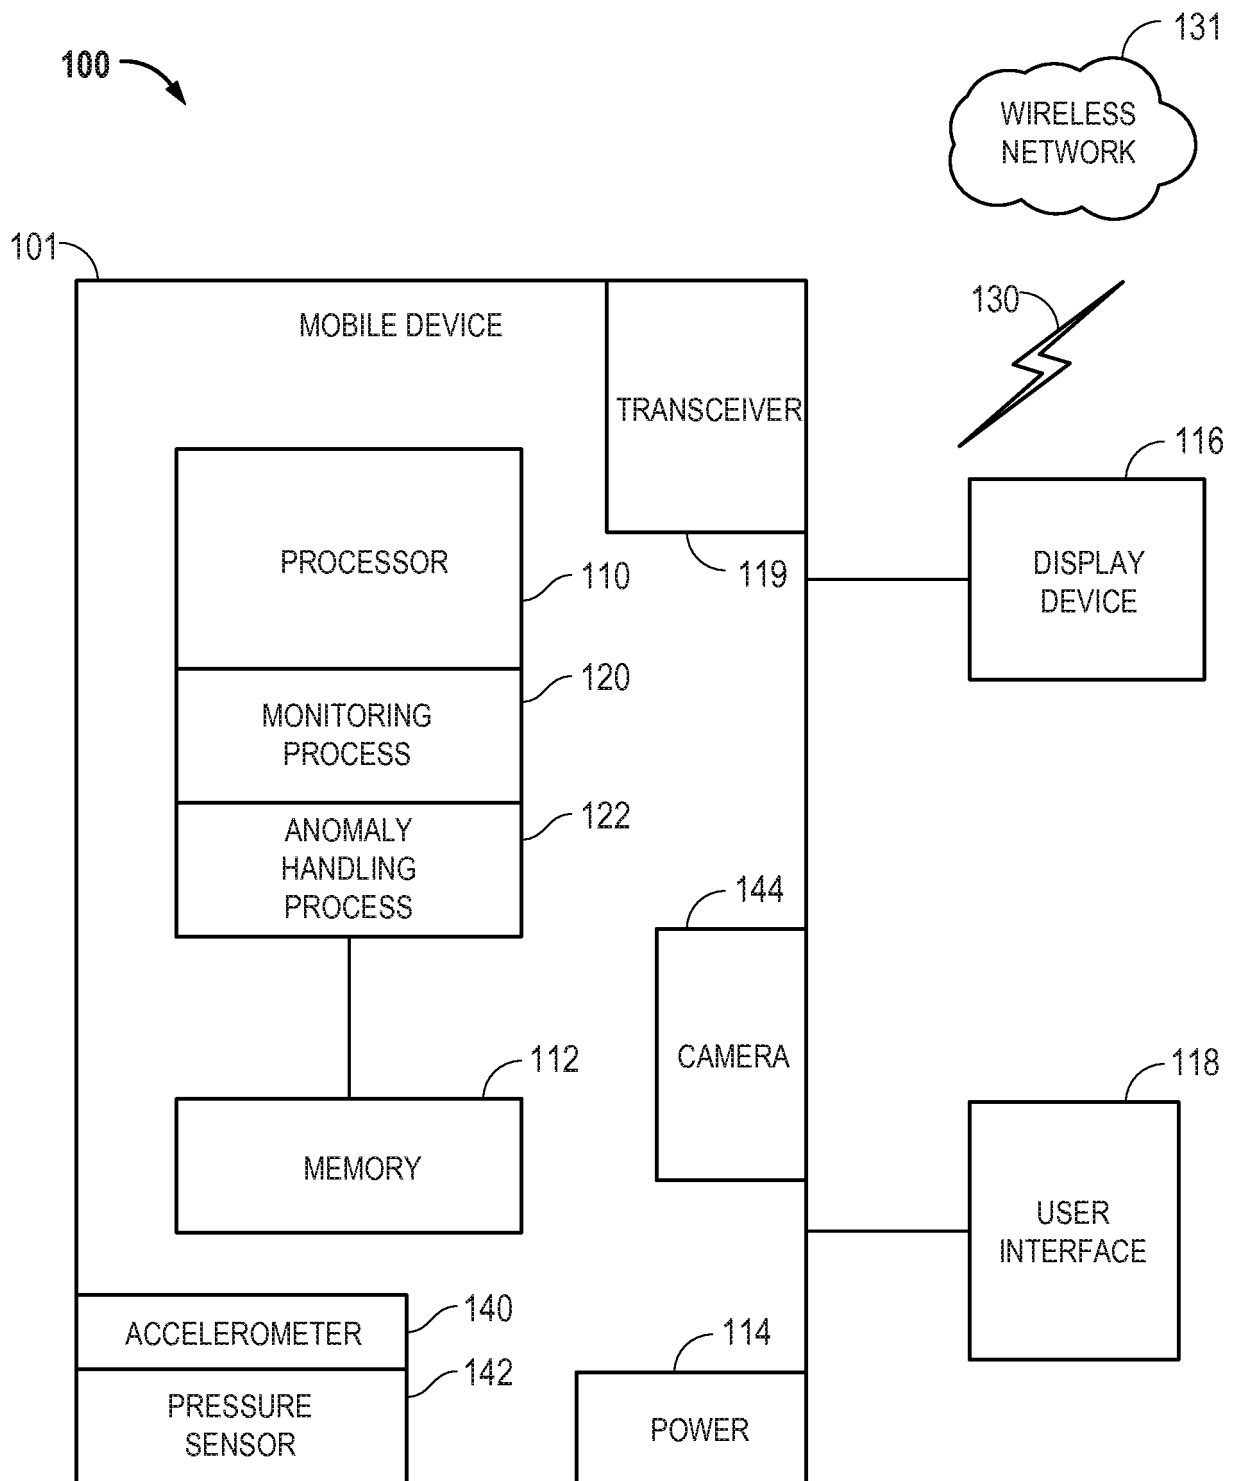 131
100
WIRELESS
NETWORK
101
130
MOBILE DEVICE
TRANSCEIVER
116
PROCESSOR
110
119
DISPLAY
DEVICE
120
MONITORING
PROCESS
122
ANOMALY
HANDLING
PROCESS
144
CAMERA
112
118
MEMORY
USER
INTERFACE
140
ACCELEROMETER
114
142
PRESSURE
SENSOR
POWER